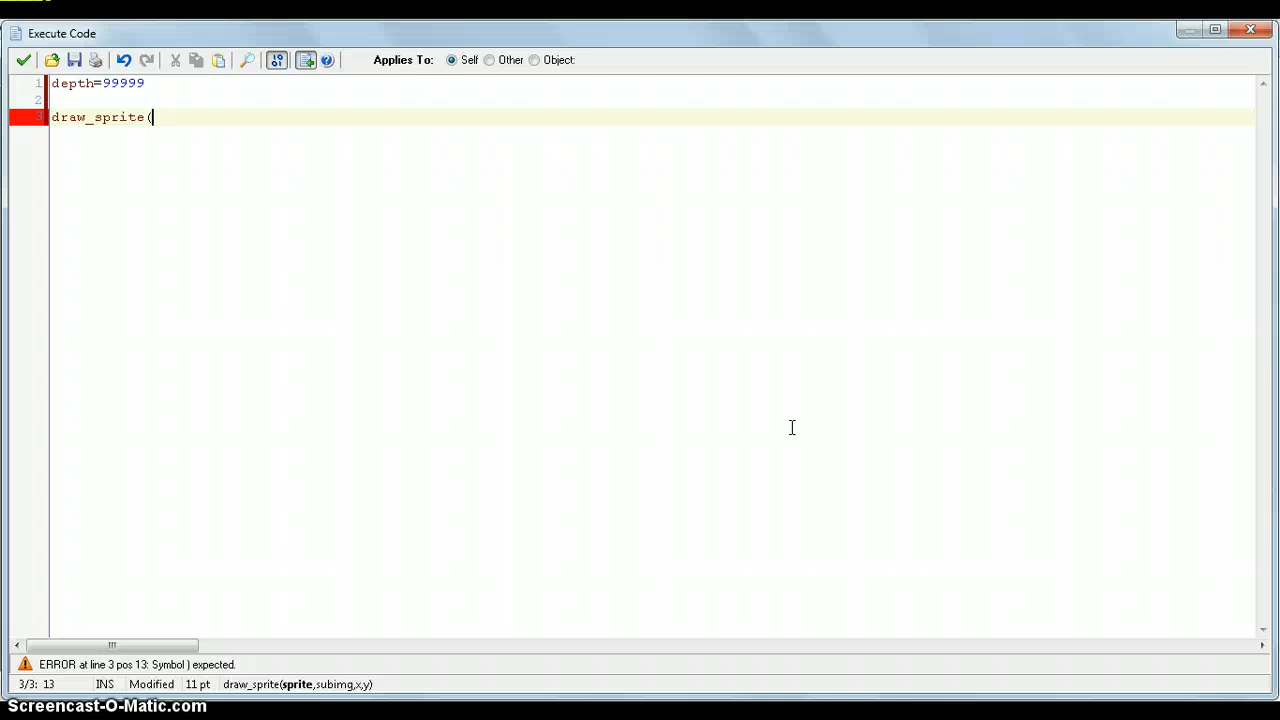 Execute Code
Applies To: Self Other Object:
1 depth=99999
2
3 draw_sprite(
ERROR at line 3 pos 13: Symbol ) expected.
3/3: 13 INS Modified 11 pt draw_sprite(sprite,subimg,x,y)
Screencast-O-Matic.com